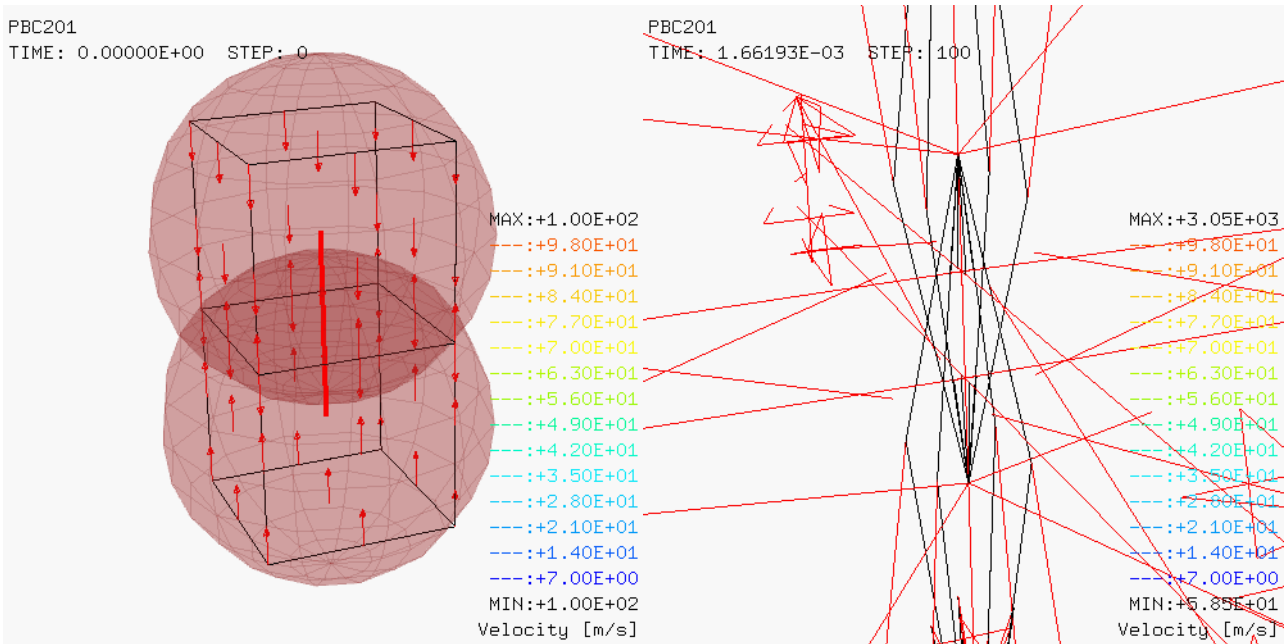 PBC201
TIME: 0.00000E+00 STEP: 0
MAX:+1.00E+02
---:+9.80E+01
---:+9.10E+01
---:+8.40E+01
---:+7.70E+01
---:+7.00E+01
---:+6.30E+01
---:+5.60E+01
---:+4.90E+01
---:+4.20E+01
---:+3.50E+01
---:+2.80E+01
---:+2.10E+01
---:+1.40E+01
---:+7.00E+00
MIN:+1.00E+02
Velocity [m/s]
PBC201
TIME: 1.66193E-03 STEP: 100
MAX:+3.05E+03
---:+9.80E+01
---:+9.10E+01
---:+8.40E+01
---:+7.70E+01
---:+7.00E+01
---:+6.30E+01
---:+5.60E+01
---:+4.90E+01
---:+4.20E+01
---:+3.50E+01
---:+2.80E+01
---:+2.10E+01
---:+1.40E+01
---:+7.00E+00
MIN:+5.85E+01
Velocity [m/s]